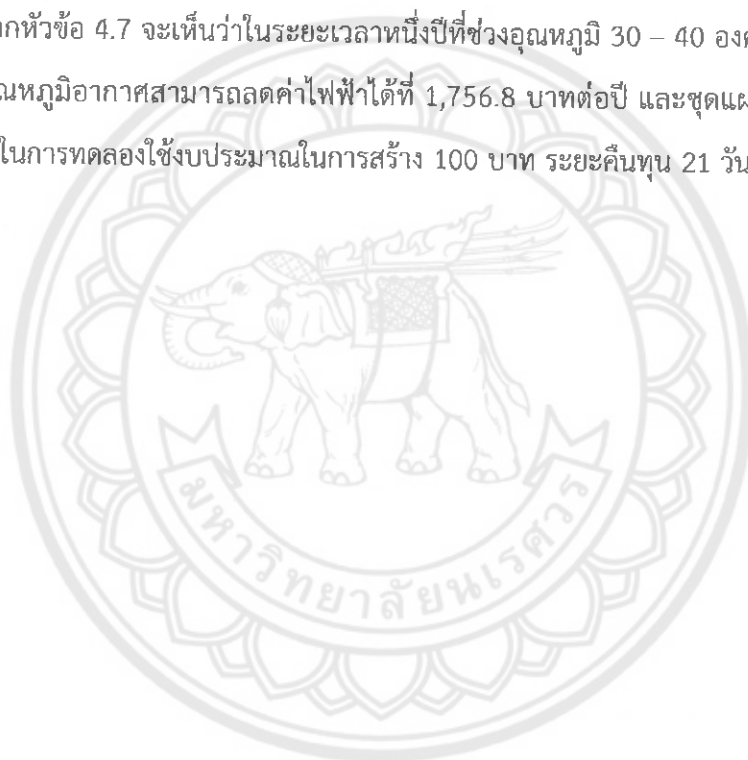 ากหัวข้อ 4.7 จะเห็นว่าในระยะเวลาหนึ่งปีที่ช่วงอุณหภูมิ 30 – 40 อง
ณหภูมิอากาศสามารถลดค่าไฟฟ้าได้ที่ 1,756.8 บาทต่อปี และชุดแผ
ในการทดลองใช้งบประมาณในการสร้าง 100 บาท ระยะคืนทุน 21 วัน
มหาวิทยาลัยนเรศวร